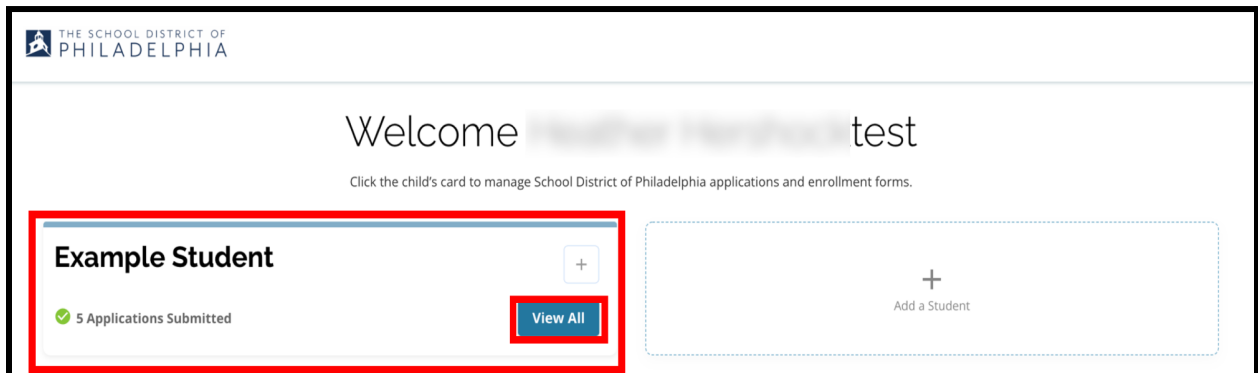 THE SCHOOL DISTRICT OF
PHILADELPHIA
Welcome test
Click the child's card to manage School District of Philadelphia applications and enrollment forms.
Example Student
+
5 Applications Submitted
View All
+
Add a Student